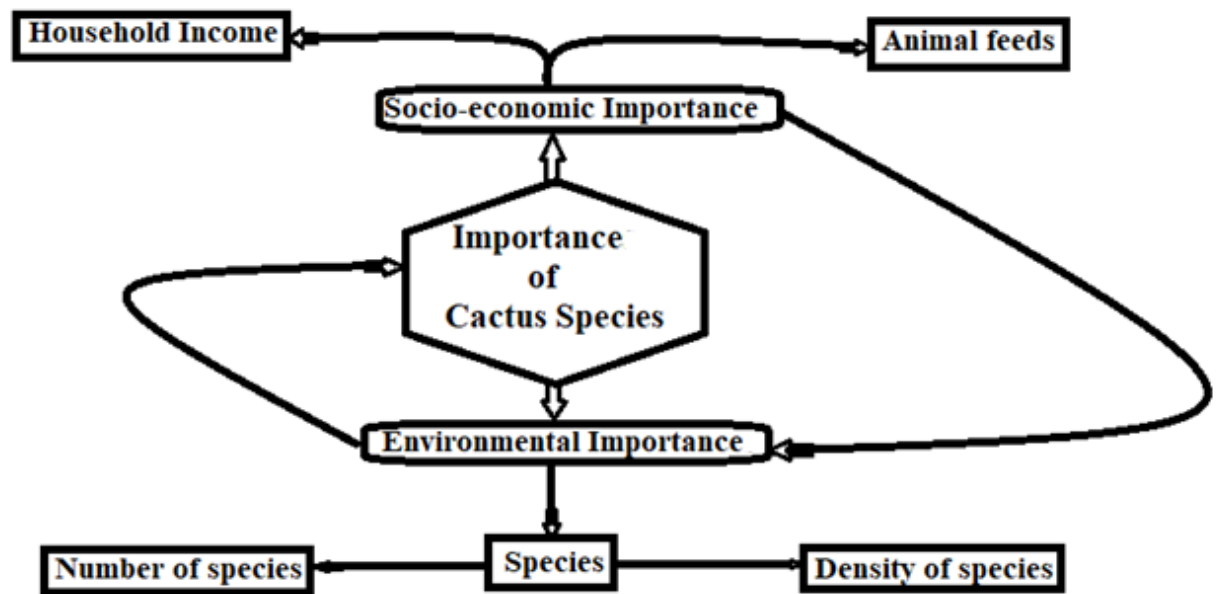 Household Income
Animal feeds
Socio-economic Importance
Importance
of
Cactus Species
Environmental Importance
Species
Number of species
Density of species